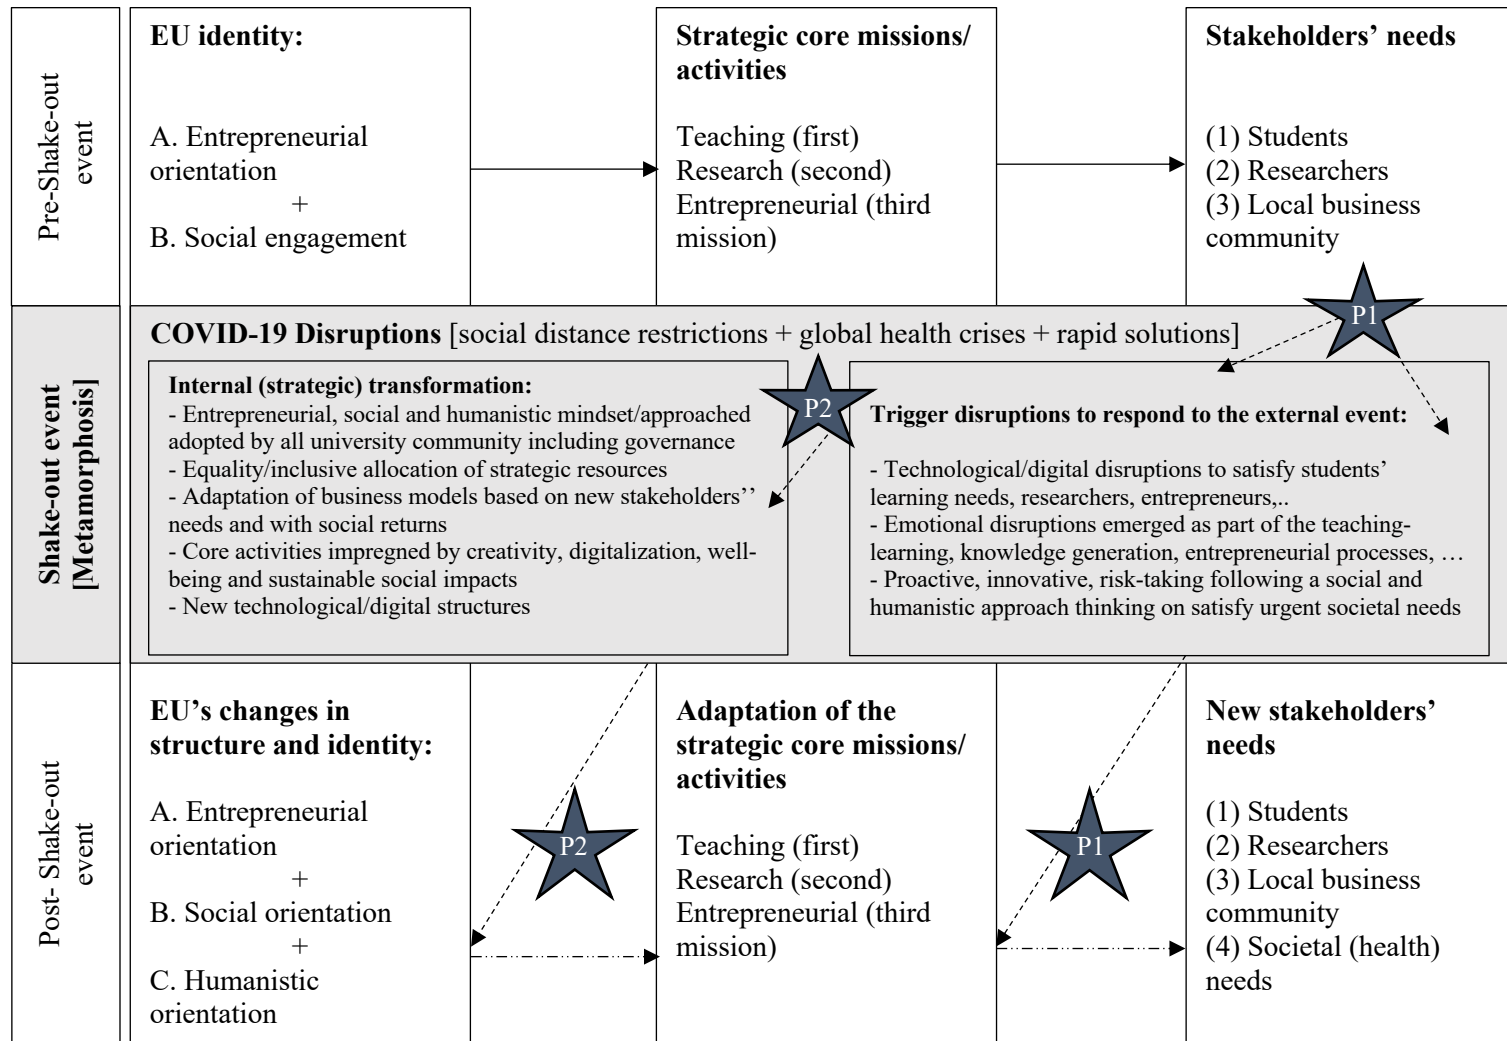 Pre-Shake-out
event
EU identity:
A. Entrepreneurial
orientation
+
B. Social engagement
Strategic core missions/
activities
Teaching (first)
Research (second)
Entrepreneurial (third
mission)
Stakeholders’ needs
(1) Students
(2) Researchers
(3) Local business
community
P1
Shake-out event
[Metamorphosis]
COVID-19 Disruptions [social distance restrictions + global health crises + rapid solutions]
Internal (strategic) transformation:
- Entrepreneurial, social and humanistic mindset/approached
adopted by all university community including governance
- Equality/inclusive allocation of strategic resources
- Adaptation of business models based on new stakeholders’’
needs and with social returns
- Core activities impregned by creativity, digitalization, well-
being and sustainable social impacts
- New technological/digital structures
P2
Trigger disruptions to respond to the external event:
- Technological/digital disruptions to satisfy students’
learning needs, researchers, entrepreneurs,..
- Emotional disruptions emerged as part of the teaching-
learning, knowledge generation, entrepreneurial processes, …
- Proactive, innovative, risk-taking following a social and
humanistic approach thinking on satisfy urgent societal needs
Post- Shake-out
event
EU’s changes in
structure and identity:
A. Entrepreneurial
orientation
+
B. Social orientation
+
C. Humanistic
orientation
P2
Adaptation of the
strategic core missions/
activities
Teaching (first)
Research (second)
Entrepreneurial (third
mission)
P1
New stakeholders’
needs
(1) Students
(2) Researchers
(3) Local business
community
(4) Societal (health)
needs